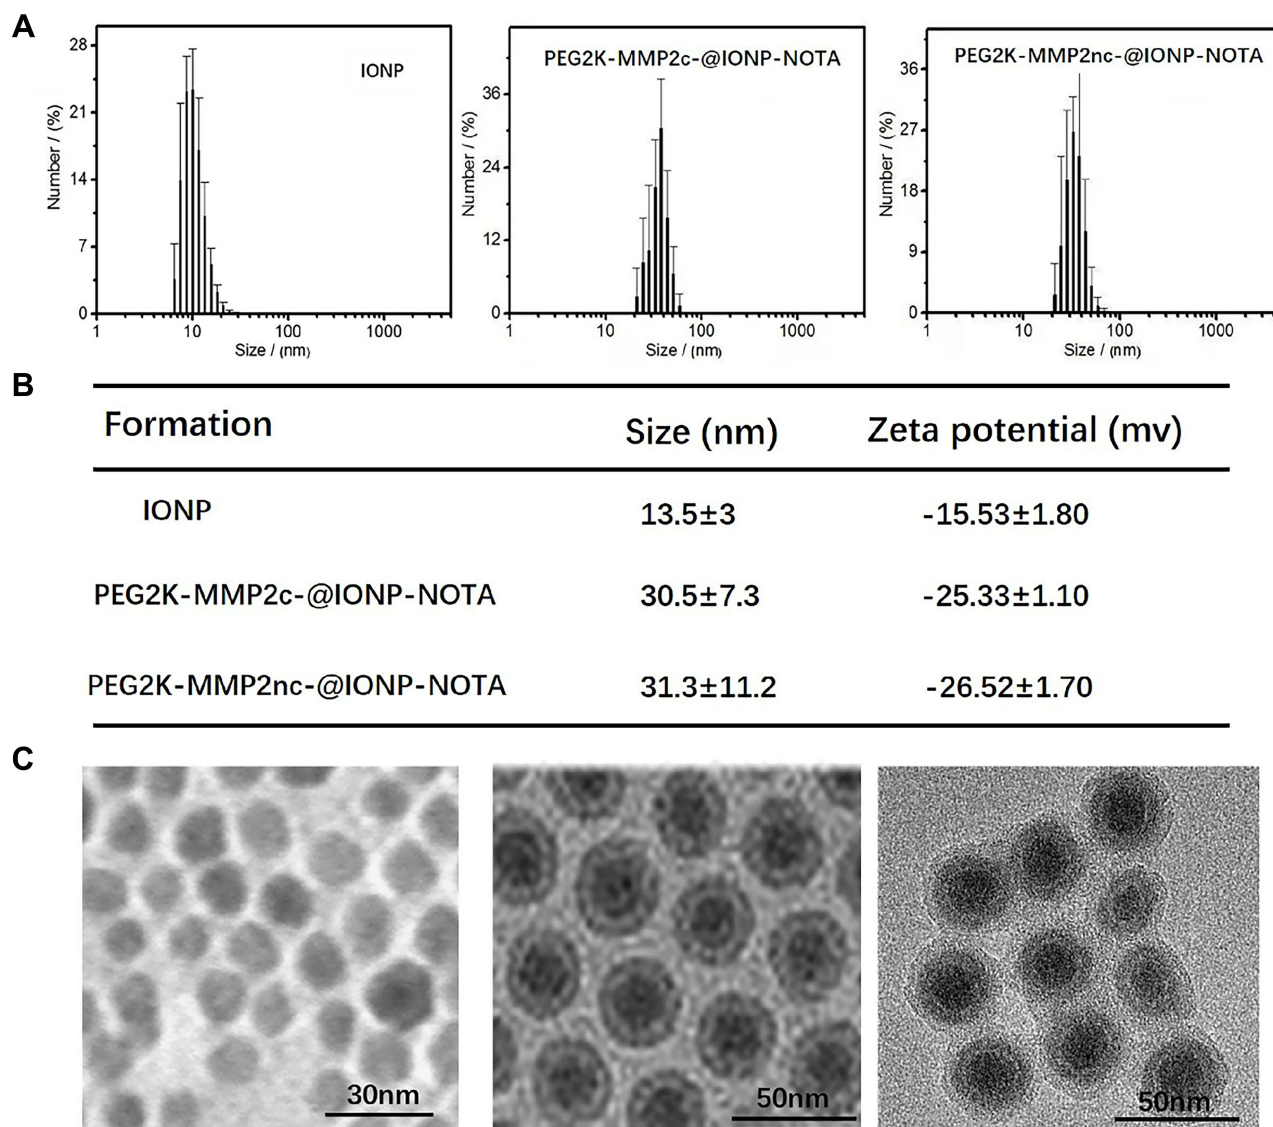 A
IONP
28
21
14
7
0
Number / (%)
1 10 100 1000
Size / (nm)
PEG2K-MMP2c-@IONP-NOTA
36
24
12
0
Number / (%)
1 10 100 1000
Size / (nm)
PEG2K-MMP2nc-@IONP-NOTA
36
27
18
9
0
Number / (%)
1 10 100 1000
Size / (nm)
B
Formation Size (nm) Zeta potential (mv)
IONP 13.5±3 -15.53±1.80
PEG2K-MMP2c-@IONP-NOTA 30.5±7.3 -25.33±1.10
PEG2K-MMP2nc-@IONP-NOTA 31.3±11.2 -26.52±1.70
C
30nm
50nm
50nm